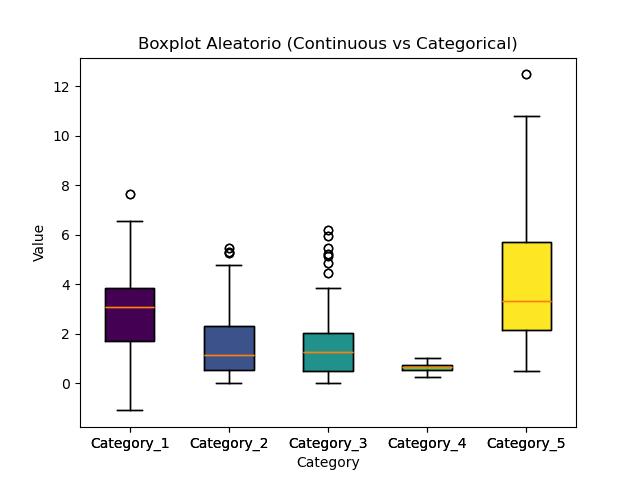 Boxplot Aleatorio (Continuous vs Categorical)
12
10
8
6
4
2
0
Value
Category_1 Category_2 Category_3 Category_4 Category_5
Category